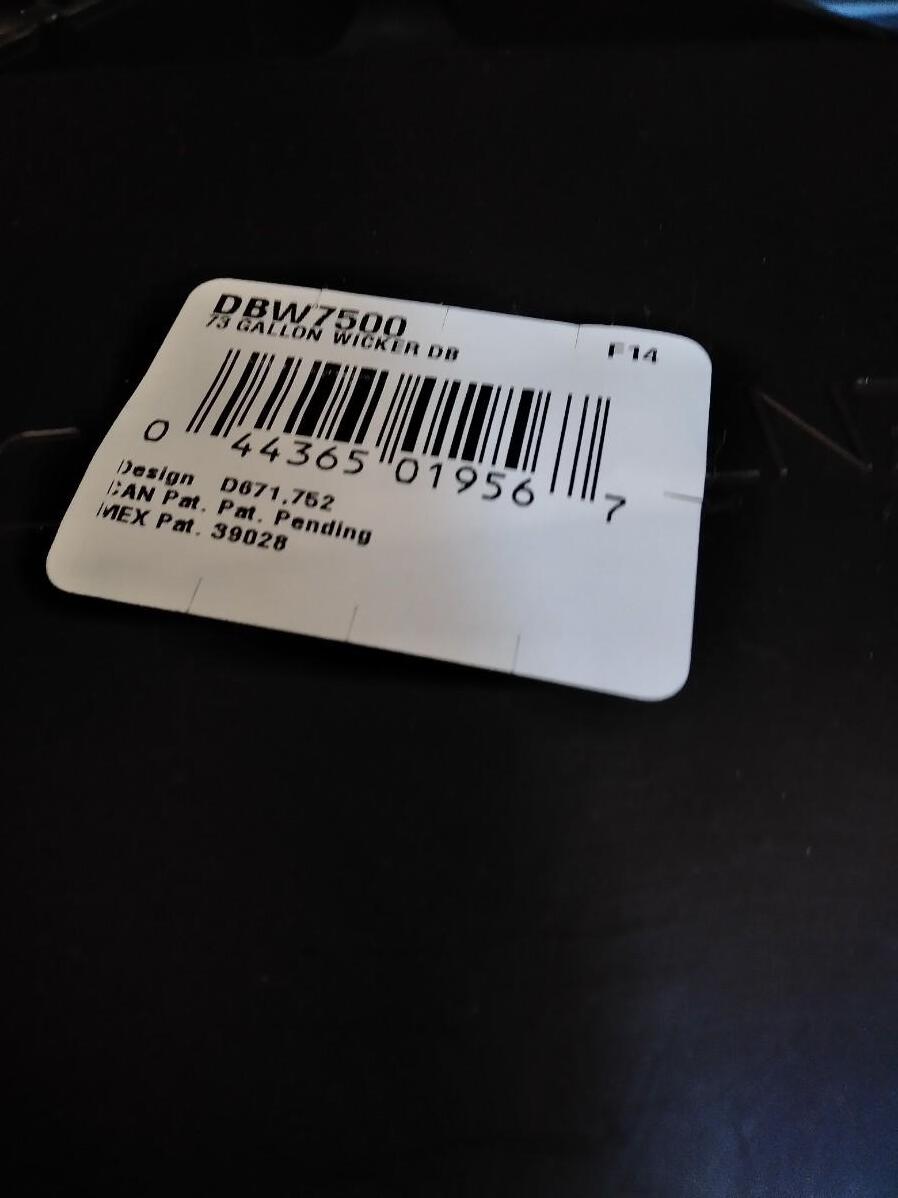 DBW7500
73 GALLON WICKER DB
F14
0 44365 01956 7
Design D671,752
CAN Pat. Pat. Pending
MEX Pat. 39028